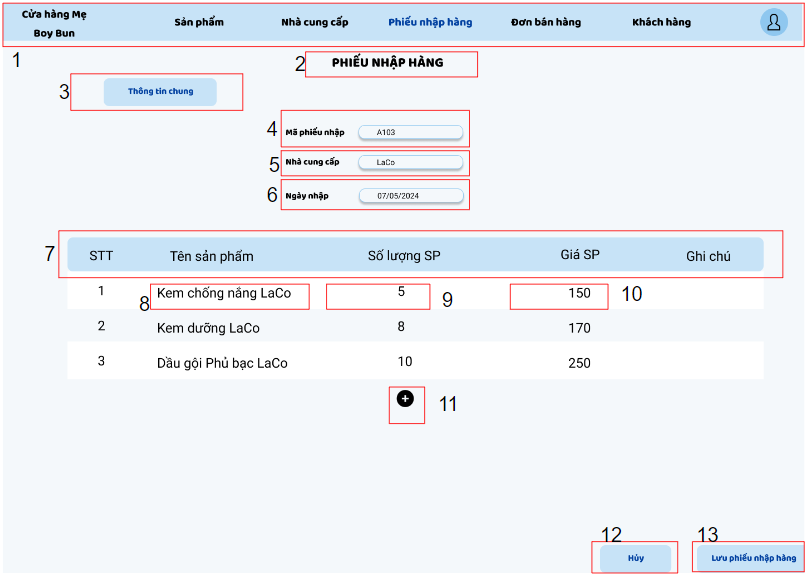 Cửa hàng Mẹ
Boy Bun
Sản phẩm
Nhà cung cấp
Phiếu nhập hàng
Đơn bán hàng
Khách hàng
1
2
PHIẾU NHẬP HÀNG
3
Thông tin chung
4
Mã phiếu nhập
A103
5
Nhà cung cấp
LaCo
6
Ngày nhập
07/05/2024
7
STT
Tên sản phẩm
Số lượng SP
Giá SP
Ghi chú
1
8
Kem chống nắng LaCo
5
9
150
10
2
Kem dưỡng LaCo
8
170
3
Dầu gội Phủ bạc LaCo
10
250
11
12
13
Hủy
Lưu phiếu nhập hàng